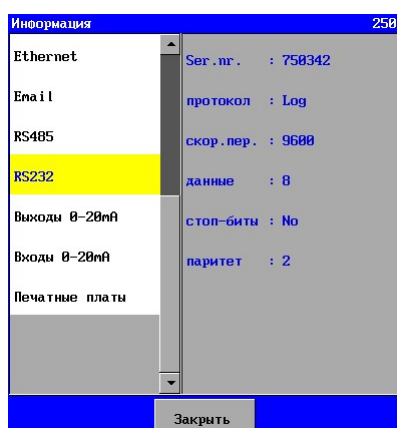 Информация 250
Ethernet
Email
RS485
RS232
Выходы 0-20mA
Входы 0-20mA
Печатные платы
Ser.nr. : 750342
протокол : Log
скор.пер. : 9600
данные : 8
стоп-биты : No
паритет : 2
Закрыть